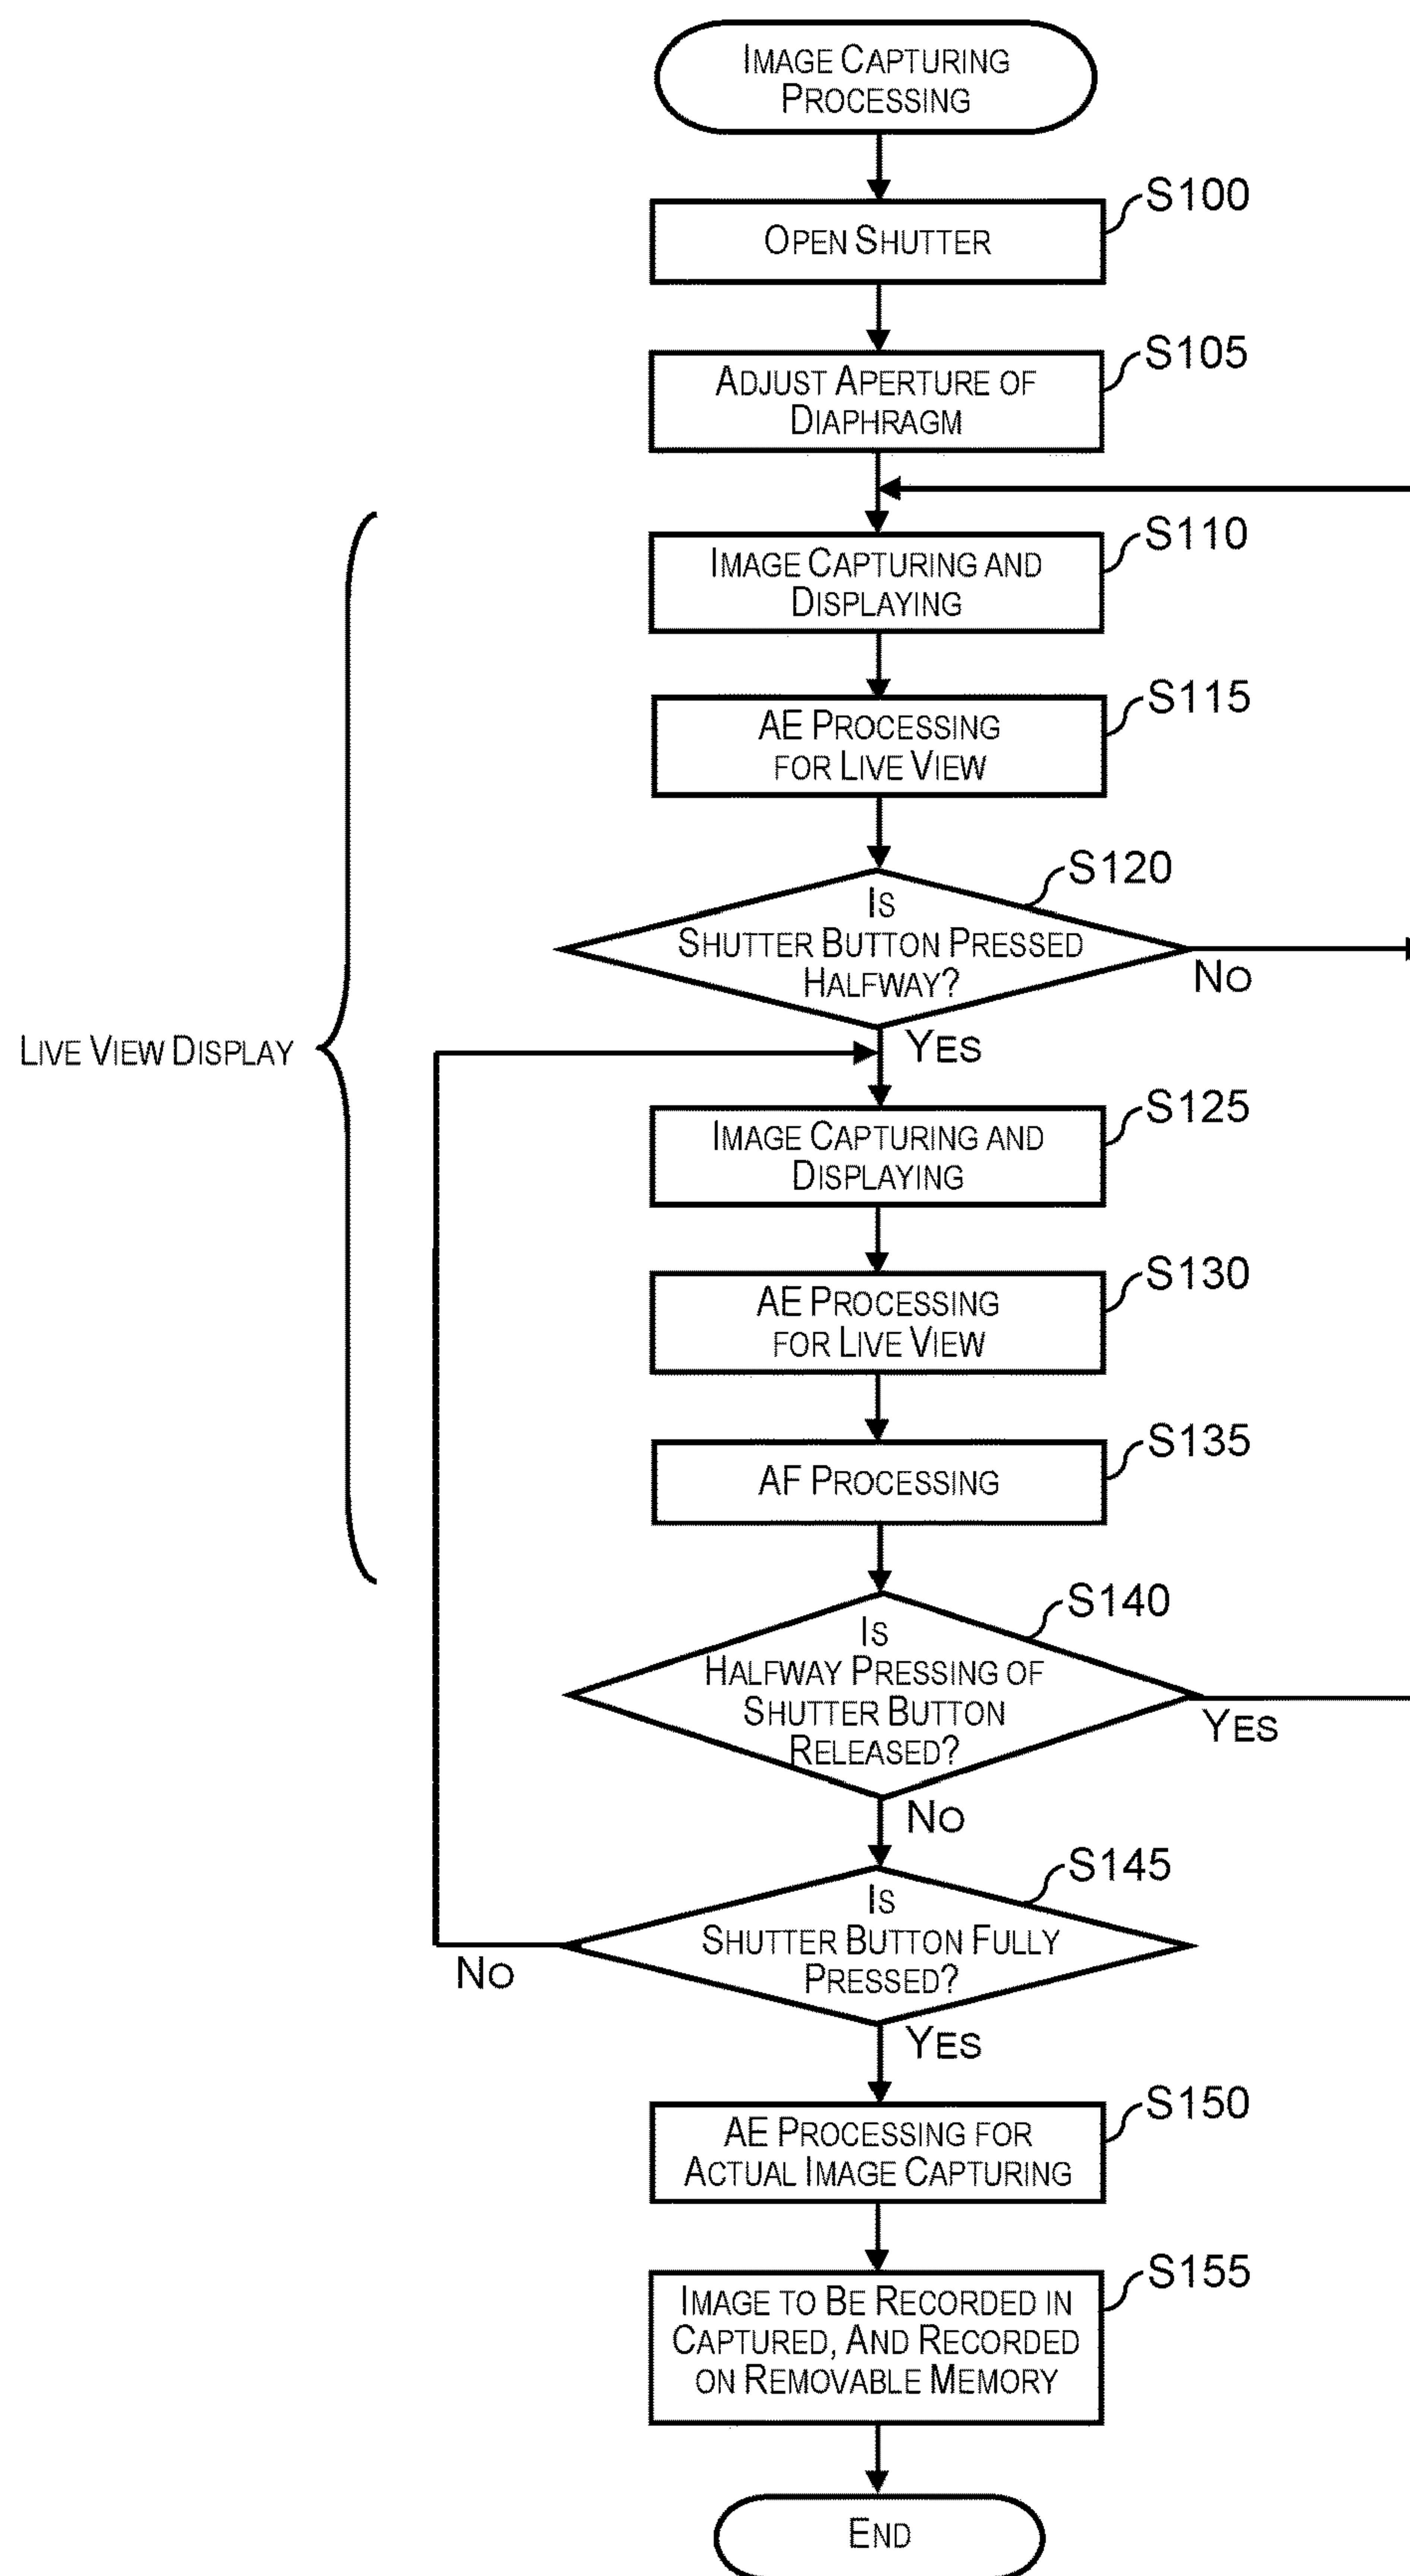 IMAGE CAPTURING
PROCESSING
S100
OPEN SHUTTER
S105
ADJUST APERTURE OF
DIAPHRAGM
S110
IMAGE CAPTURING AND
DISPLAYING
S115
AE PROCESSING
FOR LIVE VIEW
S120
IS
SHUTTER BUTTON PRESSED
HALFWAY?
NO
YES
LIVE VIEW DISPLAY
S125
IMAGE CAPTURING AND
DISPLAYING
S130
AE PROCESSING
FOR LIVE VIEW
S135
AF PROCESSING
S140
IS
HALFWAY PRESSING OF
SHUTTER BUTTON
RELEASED?
YES
NO
S145
IS
SHUTTER BUTTON FULLY
PRESSED?
NO
YES
S150
AE PROCESSING FOR
ACTUAL IMAGE CAPTURING
S155
IMAGE TO BE RECORDED IN
CAPTURED, AND RECORDED
ON REMOVABLE MEMORY
END